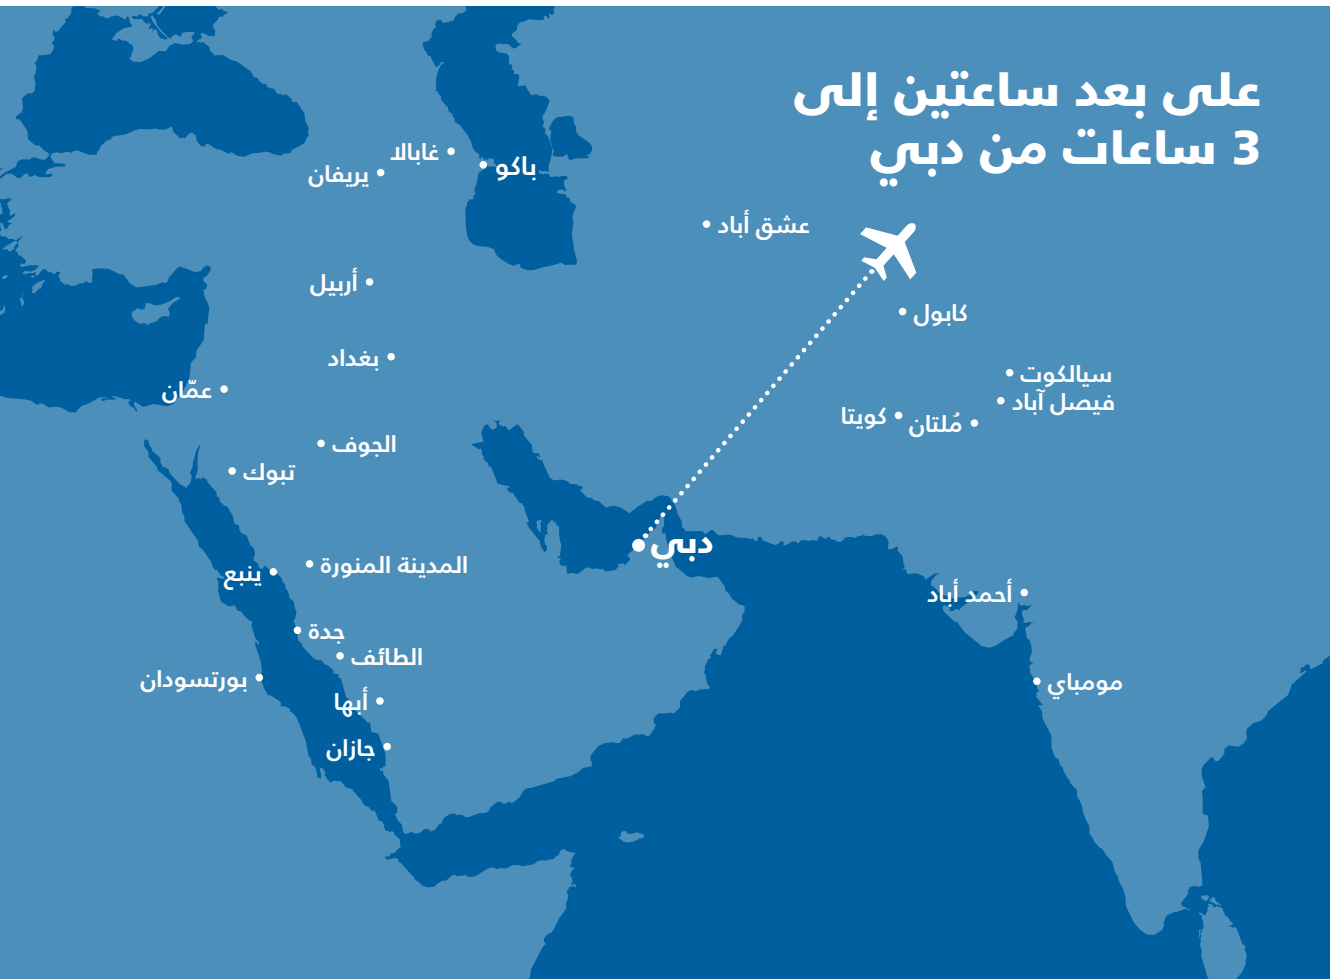 على بعد ساعتين إلى
3 ساعات من دبي
غابالا
باكو
يريفان
عشق أباد
أربيل
كابول
بغداد
سيالكوت
عمّان
فيصل آباد
كويتا
مُلتان
الجوف
تبوك
دبي
المدينة المنورة
ينبع
أحمد أباد
جدة
الطائف
بورتسودان
مومباي
أبها
جازان